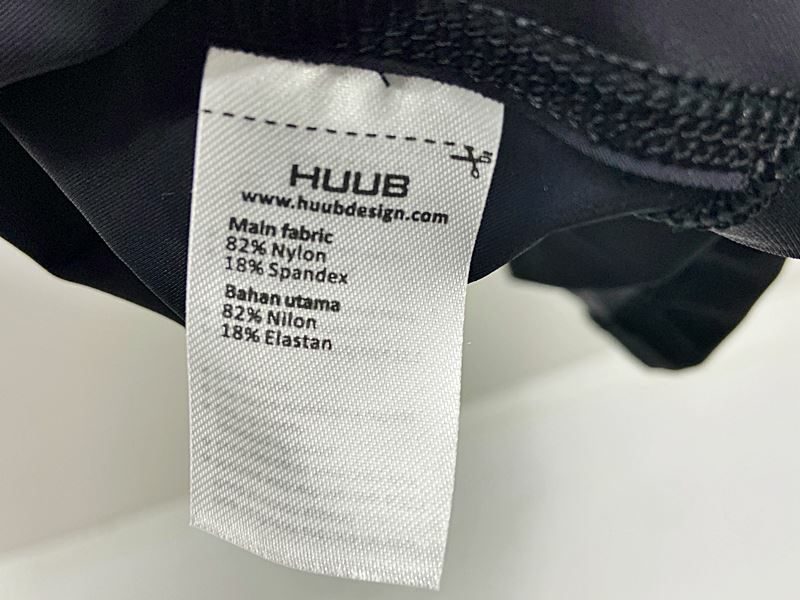 HUUB
www.huubdesign.com
Main fabric
82% Nylon
18% Spandex
Bahan utama
82% Nilon
18% Elastan